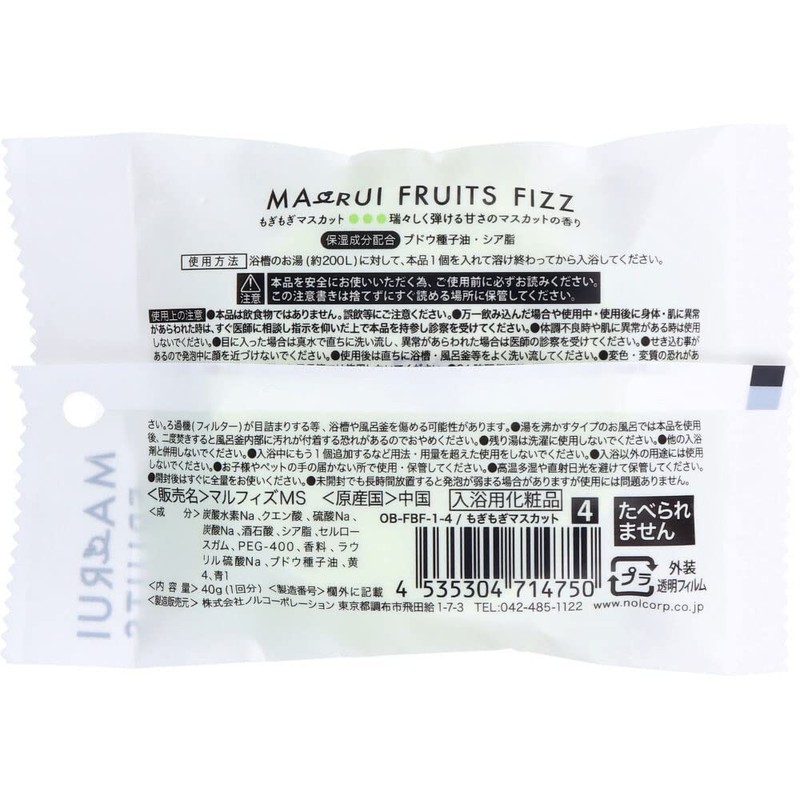 MARUI FRUITS FIZZ
もぎもぎマスカット ●●● 瑞々しく弾ける甘さのマスカットの香り
保湿成分配合 ブドウ種子油・シア脂
使用方法 浴槽のお湯(約200L)に対して、本品1個を入れて溶け終わってから入浴してください。
注意 本品を安全にお使いいただく為、ご使用前に必ずお読みください。
この注意書きは捨てずにすぐ読める場所に保管してください。
使用上の注意 ●本品は飲食物ではありません。誤飲等にご注意ください。●万一飲み込んだ場合や使用中・使用後に身体・肌に異常
があらわれた時は、すぐ医師に相談し指示を仰いだ上で本品を持参し診察を受けてください。●体調不良時や肌に異常がある時は使用
しないでください。●目に入った場合は真水で直ちに洗い流し、異常があらわれた場合は医師の診察を受けてください。●せき込む事が
あるので発泡中に顔を近づけないでください。●使用後は直ちに浴槽・風呂釜等をよく洗い流してください。●変色・変質の恐れがあ
さい。ろ過機(フィルター)が目詰まりする等、浴槽や風呂釜を傷める可能性があります。●湯を沸かすタイプのお風呂では本品を使用
後、二度焚きすると風呂釜内部に汚れが付着する恐れがあるのでおやめください。●残り湯は洗濯に使用しないでください。●他の入浴
剤と併用しないでください。●入浴中にもう1個追加するなど用法・用量を超えた使用をしないでください。●入浴以外の用途には使用
しないでください。●お子様やペットの手の届かない所で使用・保管してください。●高温多湿や直射日光を避けて保管してください。
●開封後はすぐに全量をお使いください。●未開封でも長時間放置すると発泡が弱まる場合がありますが使用には問題ありません。
<販売名>マルフィズMS <原産国>中国 入浴用化粧品 4 たべられ
ません
<成 分> 炭酸水素Na、クエン酸、硫酸Na、
炭酸Na、酒石酸、シア脂、セルロー
スガム、PEG-400、香料、ラウ
リル硫酸Na、ブドウ種子油、黄
4、青1
OB-FBF-1-4 / もぎもぎマスカット
4 535304 714750
プラ 外装
透明フィルム
<内 容 量> 40g(1回分) <製造番号>欄外に記載
<製造販売元> 株式会社ノルコーポレーション 東京都調布市飛田給1-7-3 TEL:042-485-1122 www.nolcorp.co.jp
MARUI
FRUITS